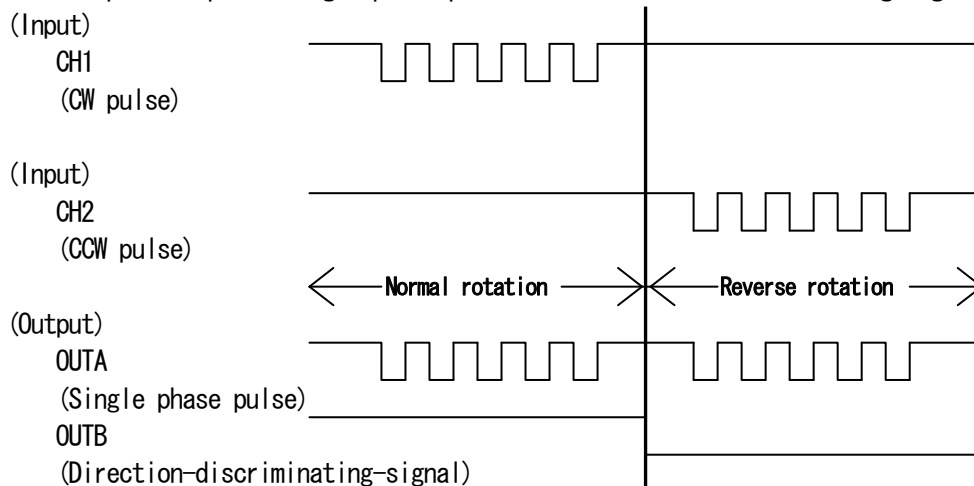 (Input)
CH1
(CW pulse)
(Input)
CH2
(CCW pulse)
Normal rotation
Reverse rotation
(Output)
OUTA
(Single phase pulse)
OUTB
(Direction-discriminating-signal)